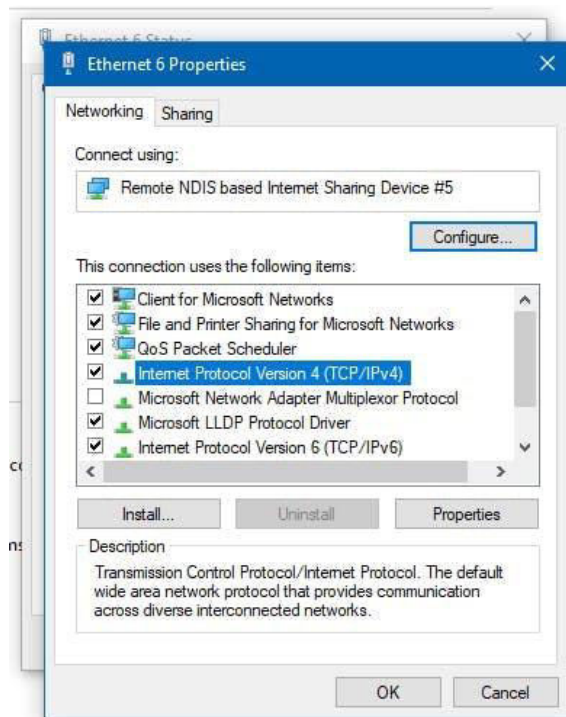 Ethernet 6 Status
Ethernet 6 Properties
Networking
Sharing
Connect using:
Remote NDIS based Internet Sharing Device #5
Configure...
This connection uses the following items:
Client for Microsoft Networks
File and Printer Sharing for Microsoft Networks
QoS Packet Scheduler
Internet Protocol Version 4 (TCP/IPv4)
Microsoft Network Adapter Multiplexor Protocol
Microsoft LLDP Protocol Driver
Internet Protocol Version 6 (TCP/IPv6)
Install...
Uninstall
Properties
Description
Transmission Control Protocol/Internet Protocol. The default
wide area network protocol that provides communication
across diverse interconnected networks.
OK
Cancel